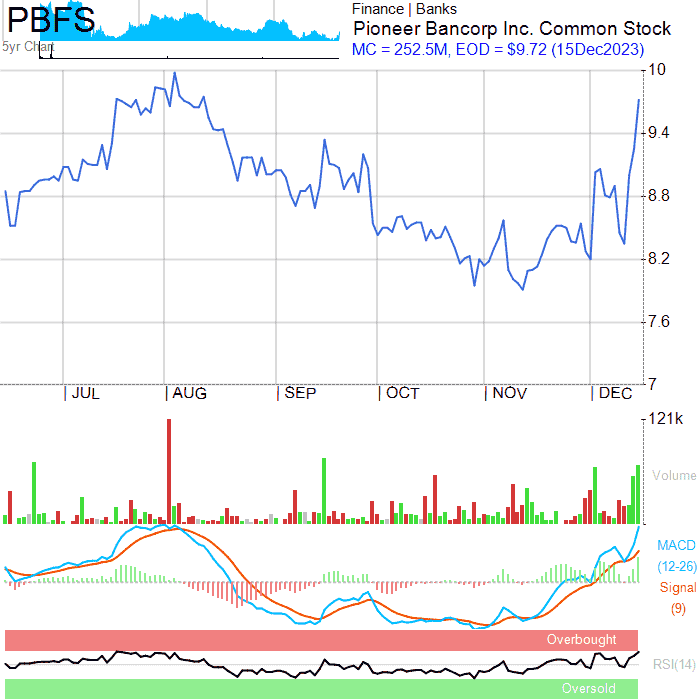 PBFS
5yr Chart
Finance | Banks
Pioneer Bancorp Inc. Common Stock
MC = 252.5M, EOD = $9.72 (15Dec2023)
10
9.4
8.8
8.2
7.6
7
JUL AUG SEP OCT NOV DEC
121k
Volume
MACD
(12-26)
Signal
(9)
Overbought
RSI(14)
Oversold